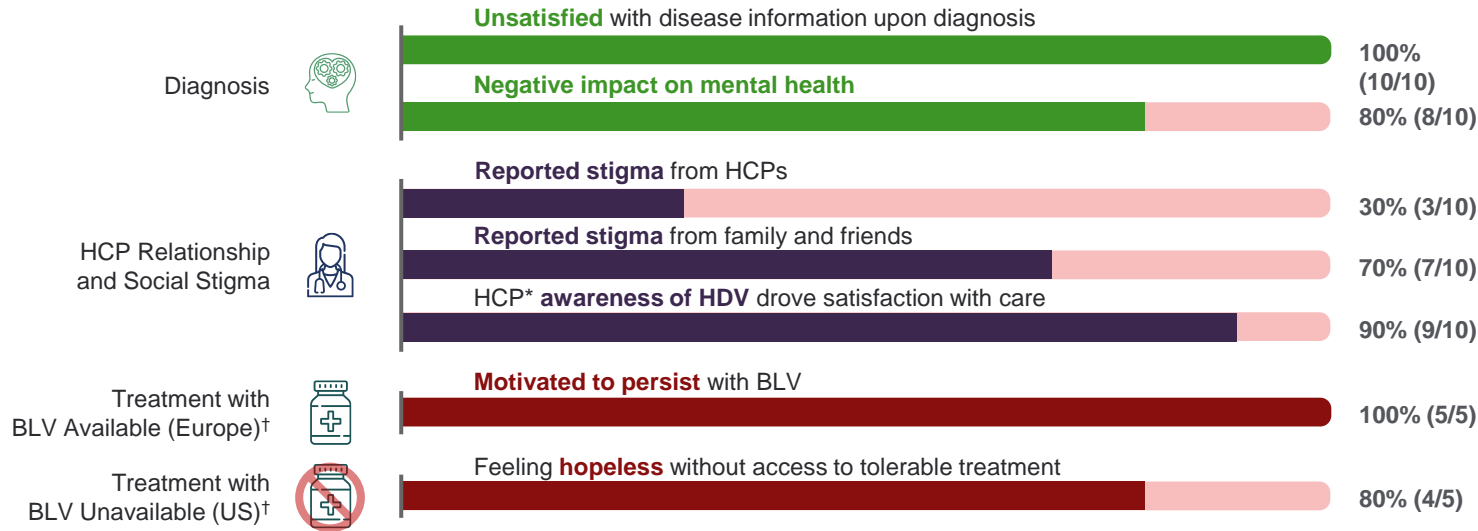 Unsatisfied with disease information upon diagnosis
Diagnosis
100%
(10/10)
Negative impact on mental health
80% (8/10)
Reported stigma from HCPs
30% (3/10)
HCP Relationship
and Social Stigma
Reported stigma from family and friends
70% (7/10)
HCP* awareness of HDV drove satisfaction with care
90% (9/10)
Treatment with
BLV Available (Europe)†
Motivated to persist with BLV
100% (5/5)
Treatment with
BLV Unavailable (US)†
Feeling hopeless without access to tolerable treatment
80% (4/5)